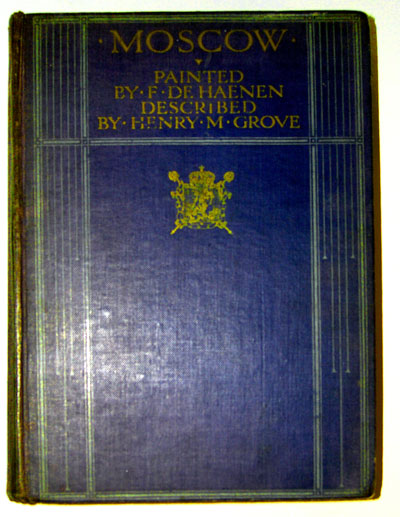 ·MOSCOW·
PAINTED
BY·F·DE HAENEN
DESCRIBED
BY·HENRY·M·GROVE